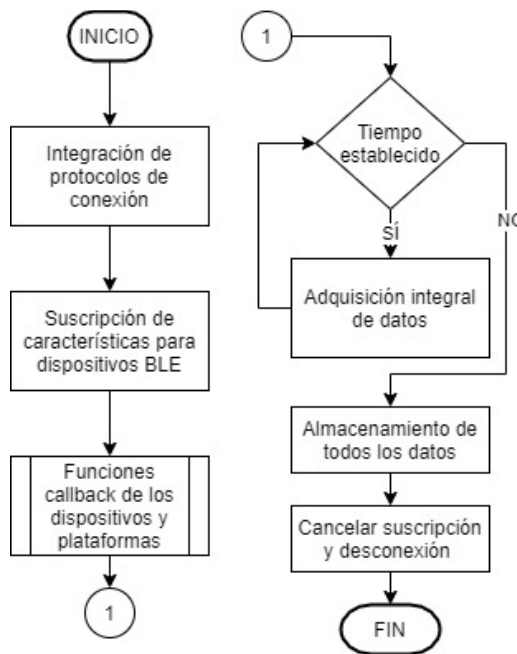 INICIO
Integración de
protocolos de
conexión
Suscripción de
características para
dispositivos BLE
Funciones
callback de los
dispositivos y
plataformas
1
1
Tiempo
establecido
SÍ
NO
Adquisición integral
de datos
Almacenamiento de
todos los datos
Cancelar suscripción
y desconexión
FIN